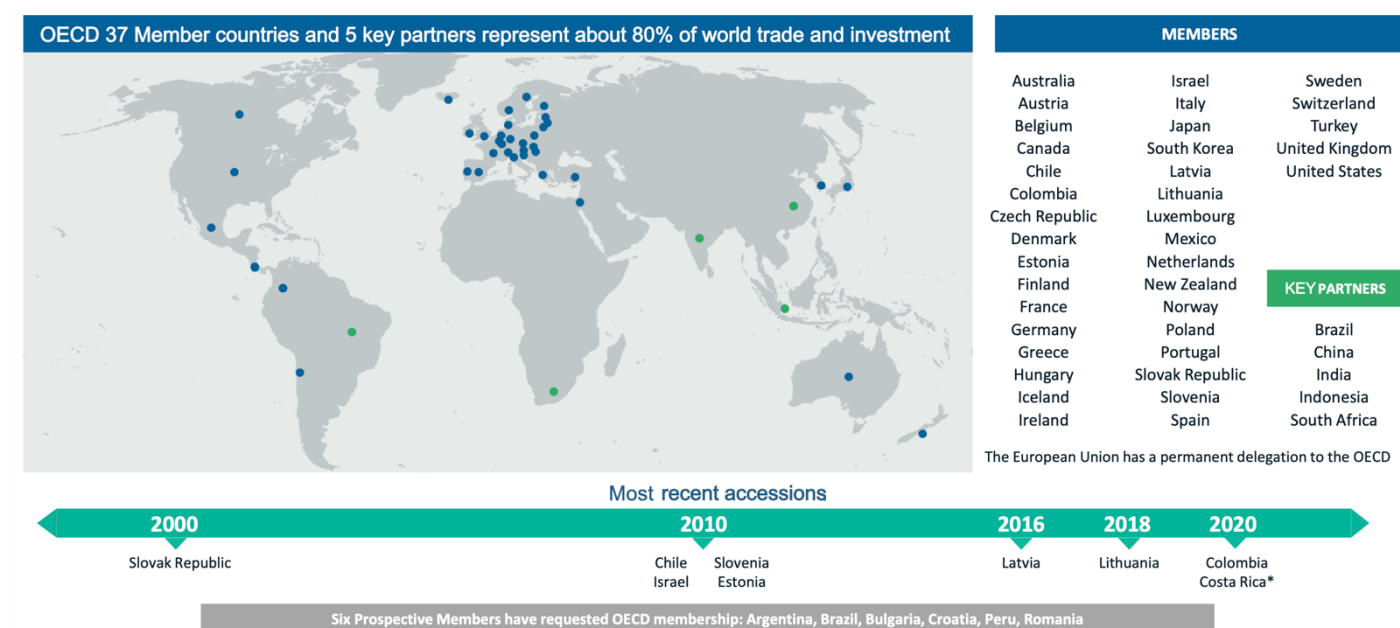 OECD 37 Member countries and 5 key partners represent about 80% of world trade and investment
MEMBERS
Australia
Austria
Belgium
Canada
Chile
Colombia
Czech Republic
Denmark
Estonia
Finland
France
Germany
Greece
Hungary
Iceland
Ireland
Israel
Italy
Japan
South Korea
Latvia
Lithuania
Luxembourg
Mexico
Netherlands
New Zealand
Norway
Poland
Portugal
Slovak Republic
Slovenia
Spain
Sweden
Switzerland
Turkey
United Kingdom
United States
KEY PARTNERS
Brazil
China
India
Indonesia
South Africa
The European Union has a permanent delegation to the OECD
Most recent accessions
2000
Slovak Republic
2010
Chile
Israel
Slovenia
Estonia
2016
Latvia
2018
Lithuania
2020
Colombia
Costa Rica*
Six Prospective Members have requested OECD membership: Argentina, Brazil, Bulgaria, Croatia, Peru, Romania